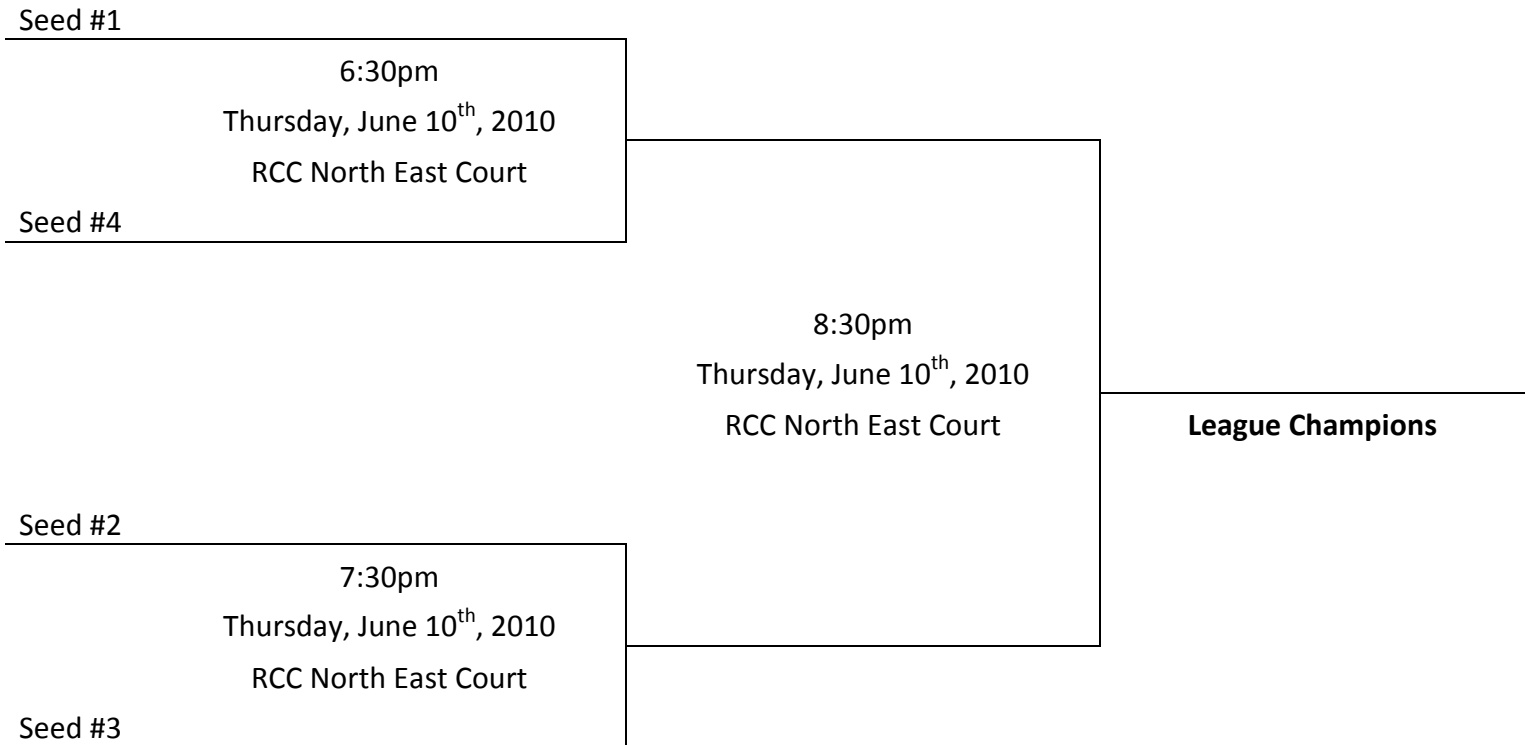 Seed #1
6:30pm
Thursday, June 10th, 2010
RCC North East Court
Seed #4
8:30pm
Thursday, June 10th, 2010
RCC North East Court
League Champions
Seed #2
7:30pm
Thursday, June 10th, 2010
RCC North East Court
Seed #3